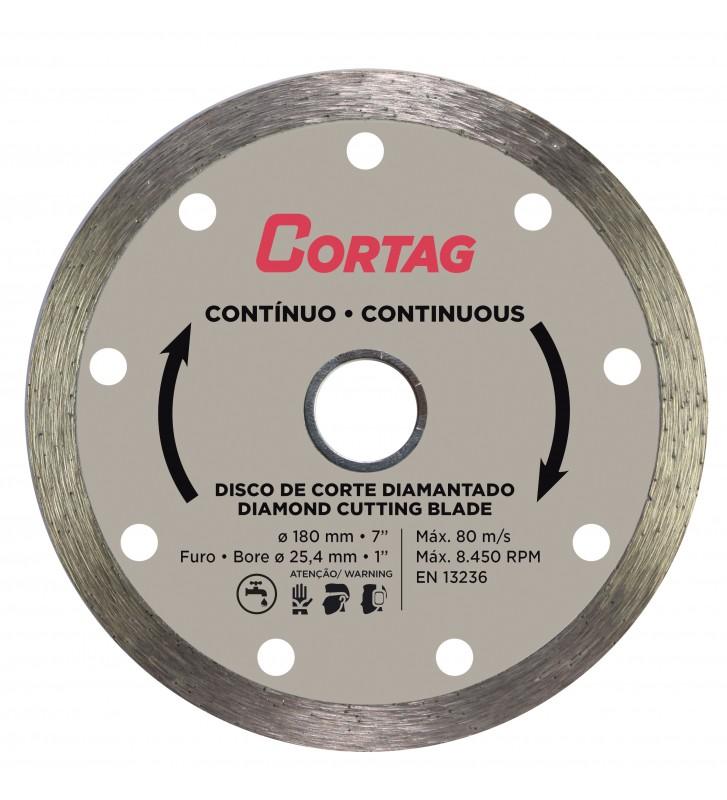 CORTAG
CONTÍNUO • CONTINUOUS
DISCO DE CORTE DIAMANTADO
DIAMOND CUTTING BLADE
ø 180 mm • 7”
Furo • Bore ø 25,4 mm • 1”
ATENÇÃO/ WARNING
Máx. 80 m/s
Máx. 8.450 RPM
EN 13236